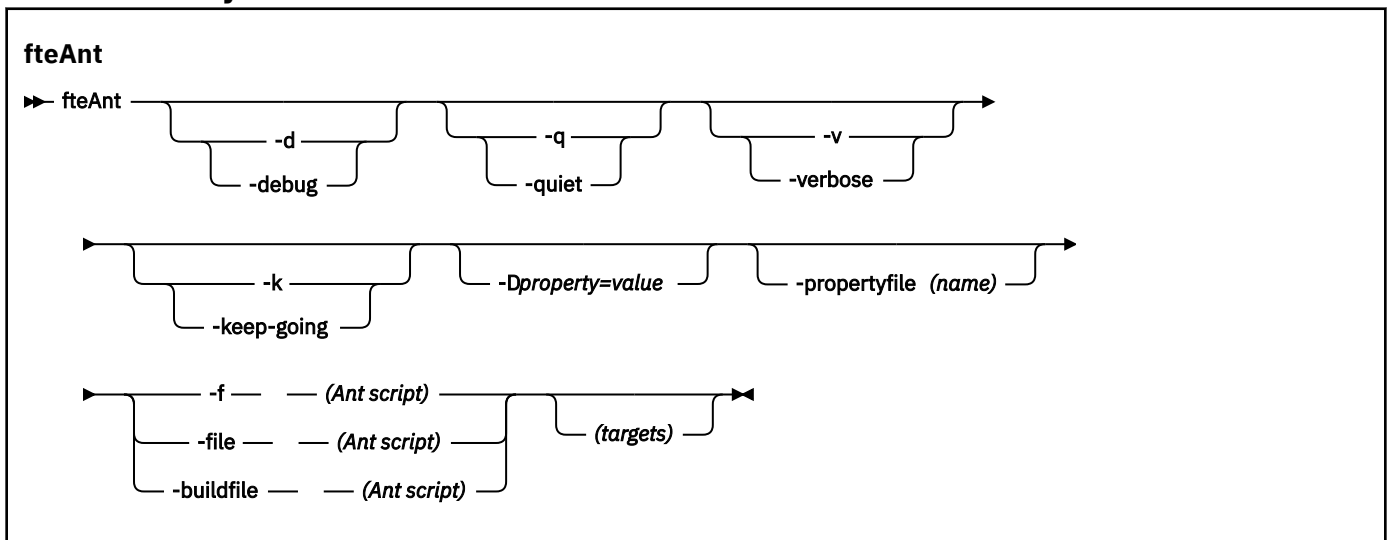 fteAnt
fteAnt -d -q -v
-debug -quiet -verbose
-k -Dproperty=value -propertyfile (name)
-keep-going
-f (Ant script)
-file (Ant script) (targets)
-buildfile (Ant script)